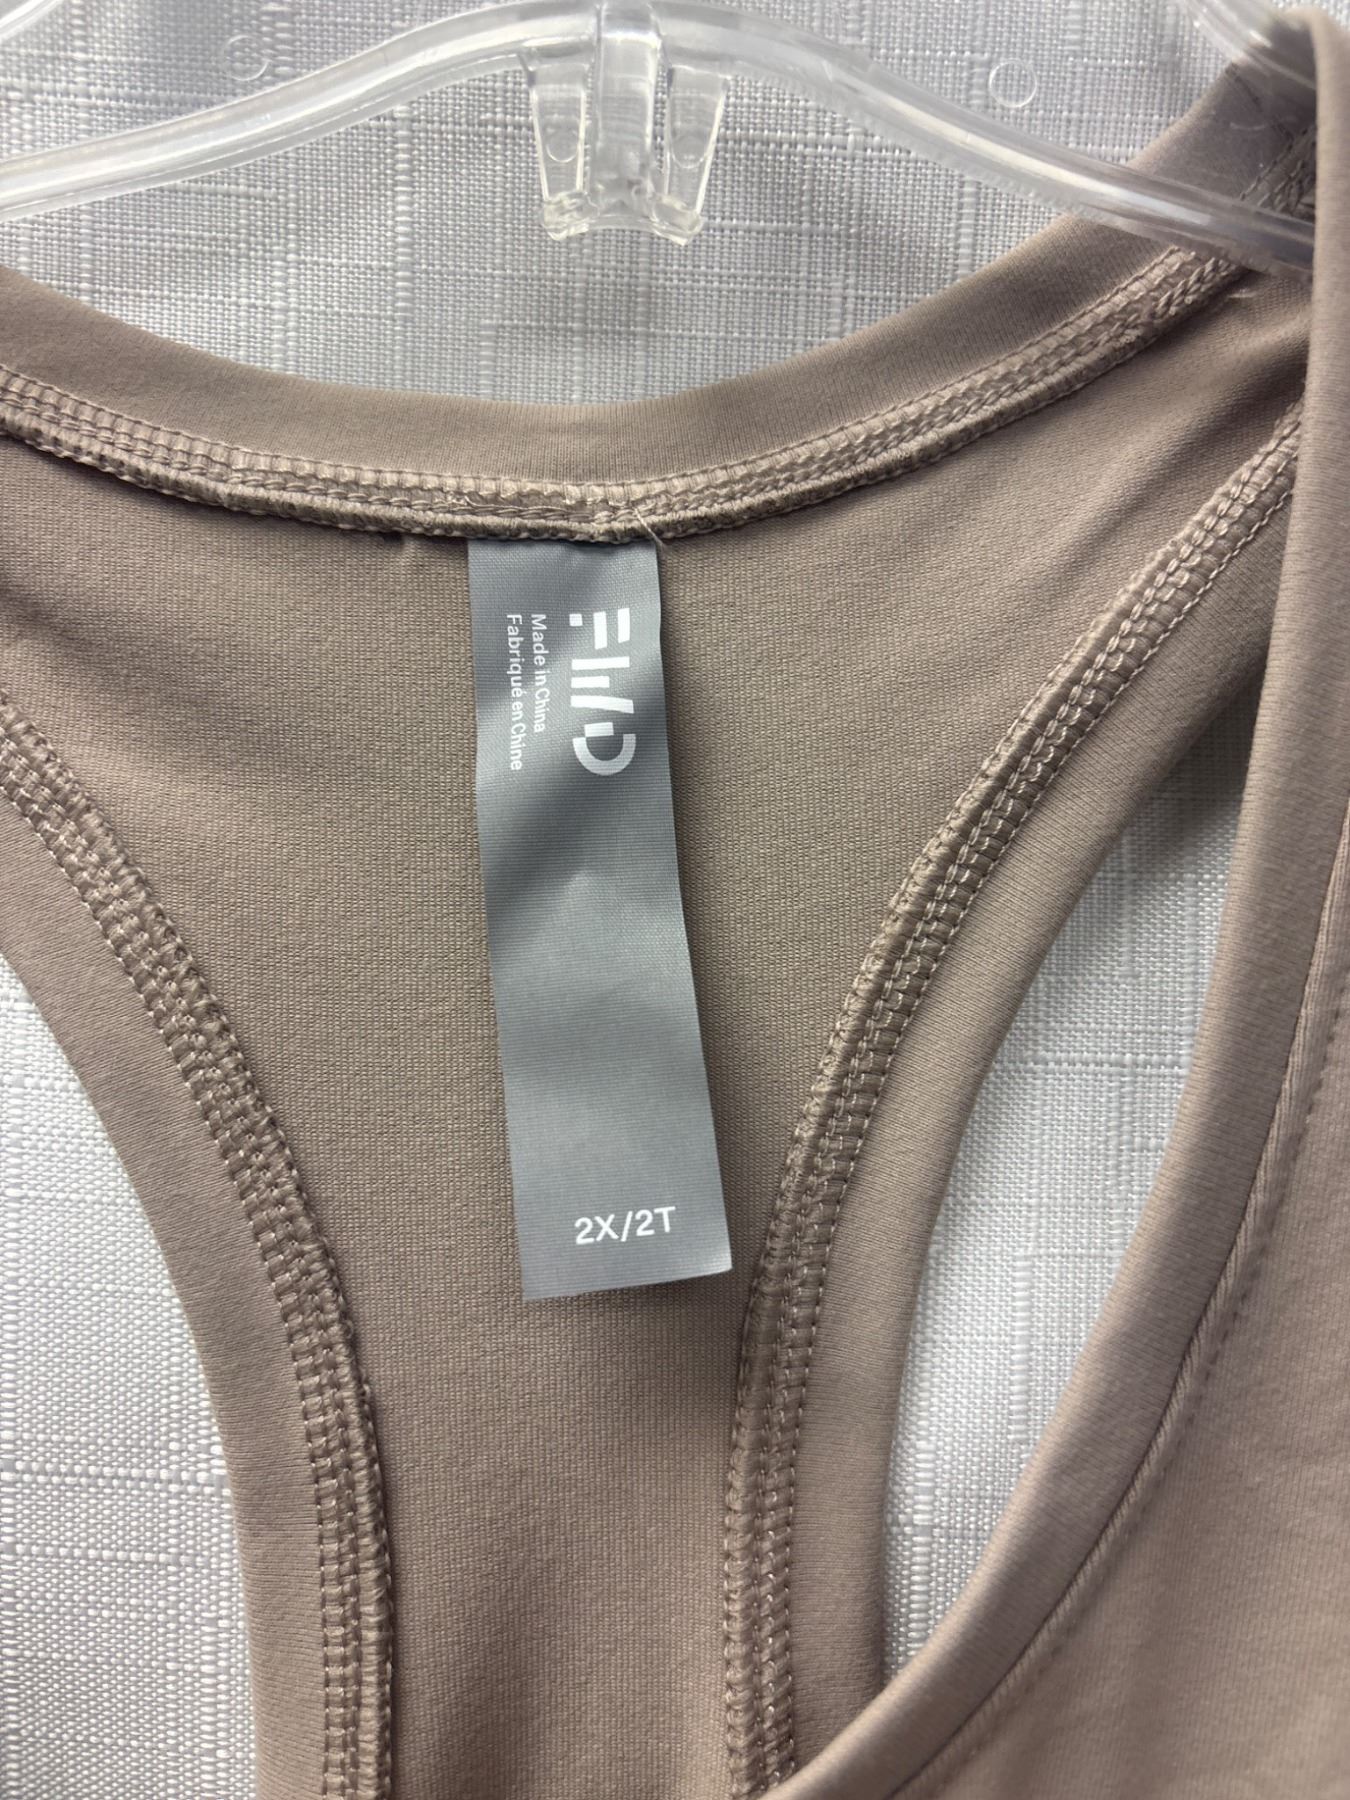 FWD
Made in China
Fabriqué en Chine
2X/2T